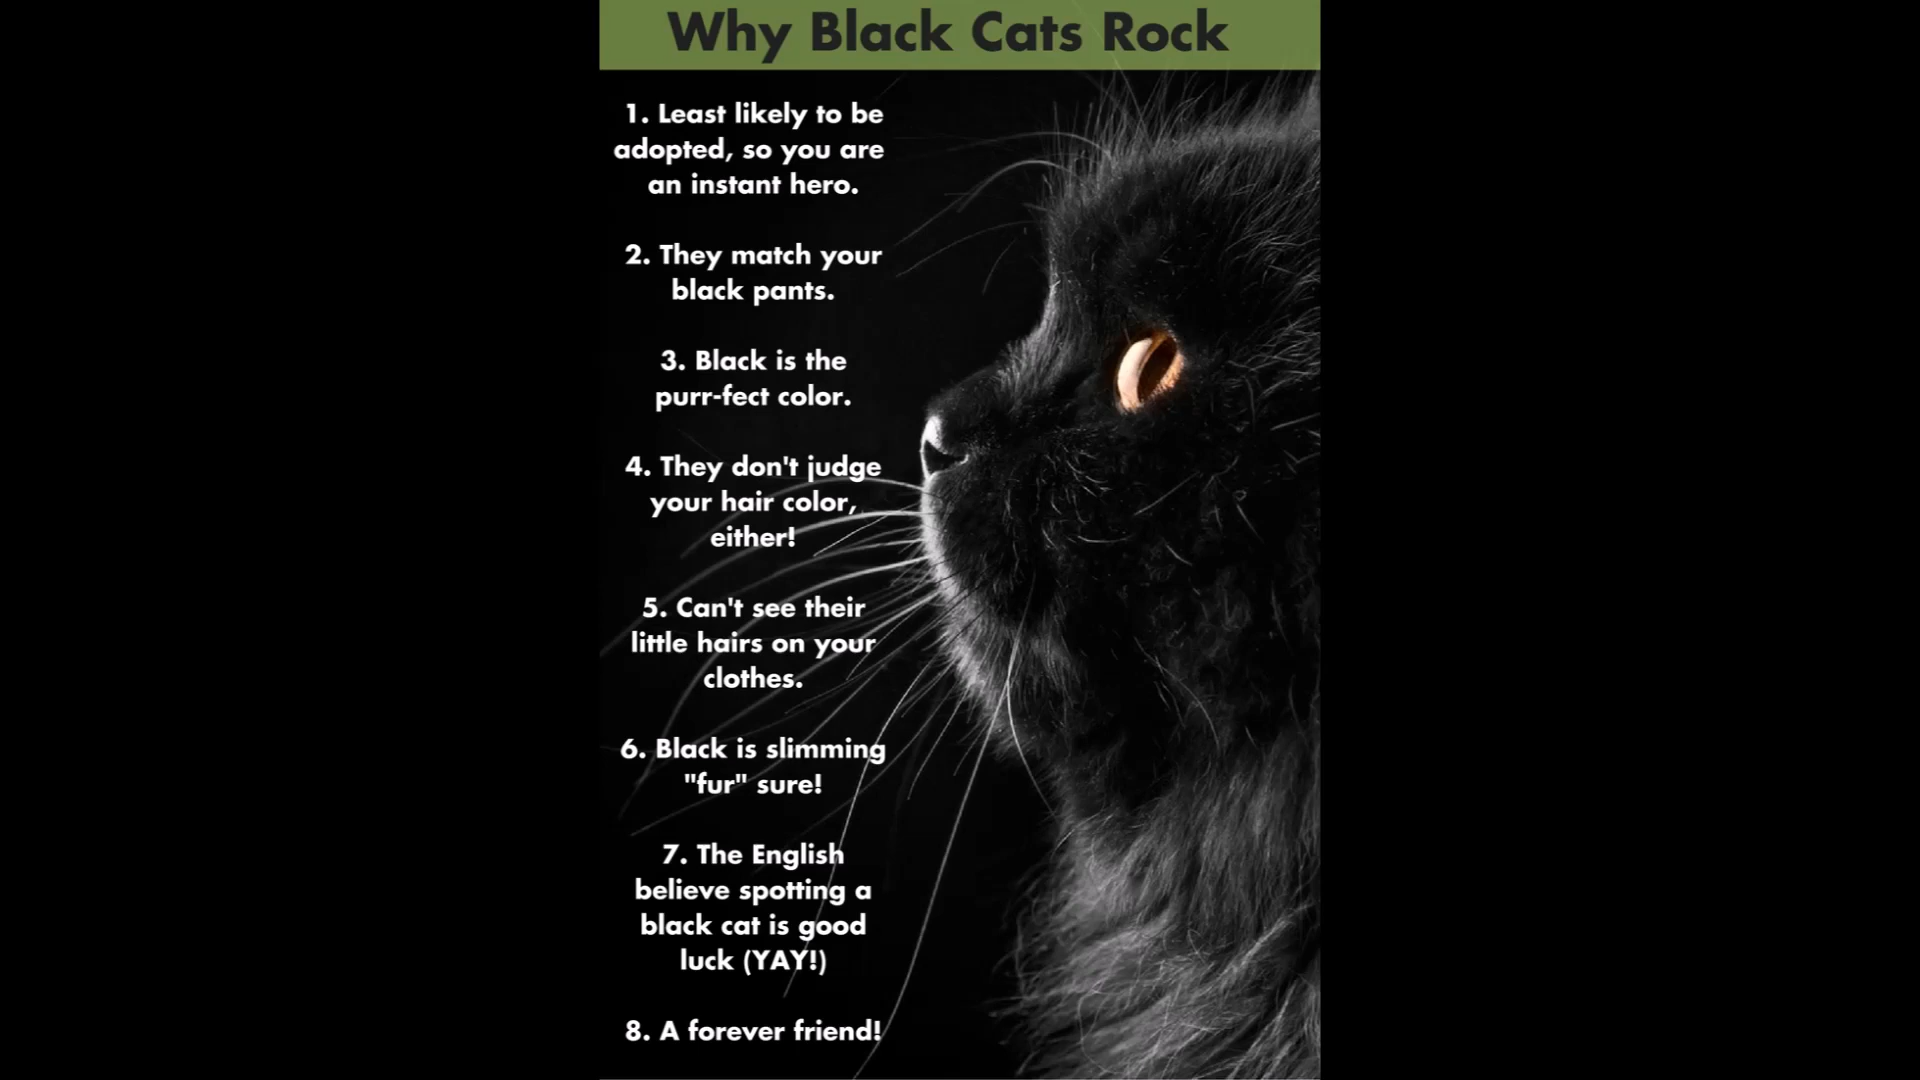 Why Black Cats Rock
1. Least likely to be
adopted, so you are
an instant hero.
2. They match your
black pants.
3. Black is the
purr-fect color.
4. They don't judge
your hair color,
either!
5. Can't see their
little hairs on your
clothes.
6. Black is slimming
"fur" sure!
7. The English
believe spotting a
black cat is good
luck (YAY!)
8. A forever friend!